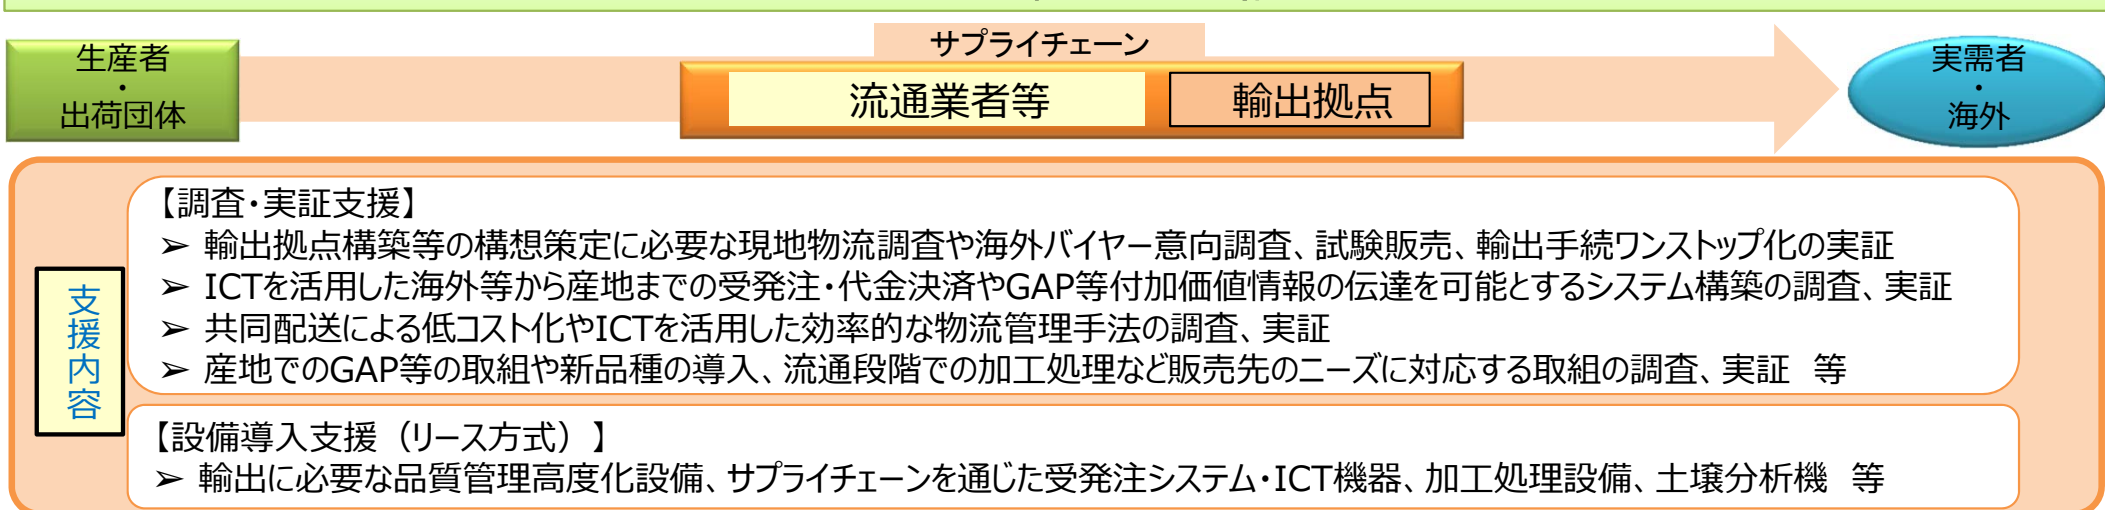 サプライチェーン
生産者
・
出荷団体
流通業者等
輸出拠点
実需者
・
海外
支援内容
【調査・実証支援】
➢ 輸出拠点構築等の構想策定に必要な現地物流調査や海外バイヤー意向調査、試験販売、輸出手続ワンストップ化の実証
➢ ICTを活用した海外等から産地までの受発注・代金決済やGAP等付加価値情報の伝達を可能とするシステム構築の調査、実証
➢ 共同配送による低コスト化やICTを活用した効率的な物流管理手法の調査、実証
➢ 産地でのGAP等の取組や新品種の導入、流通段階での加工処理など販売先のニーズに対応する取組の調査、実証 等
【設備導入支援（リース方式）】
➢ 輸出に必要な品質管理高度化設備、サプライチェーンを通じた受発注システム・ICT機器、加工処理設備、土壌分析機 等